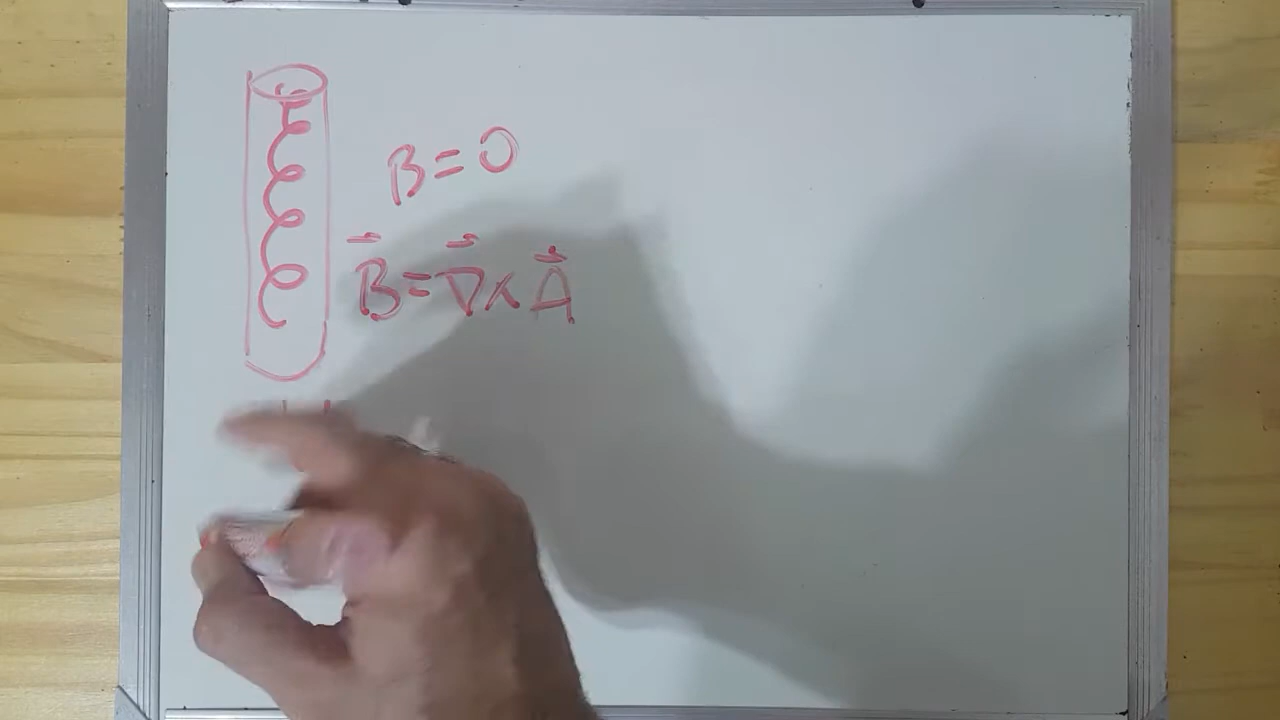 B = 0
B⃗ = ∇⃗ × A⃗